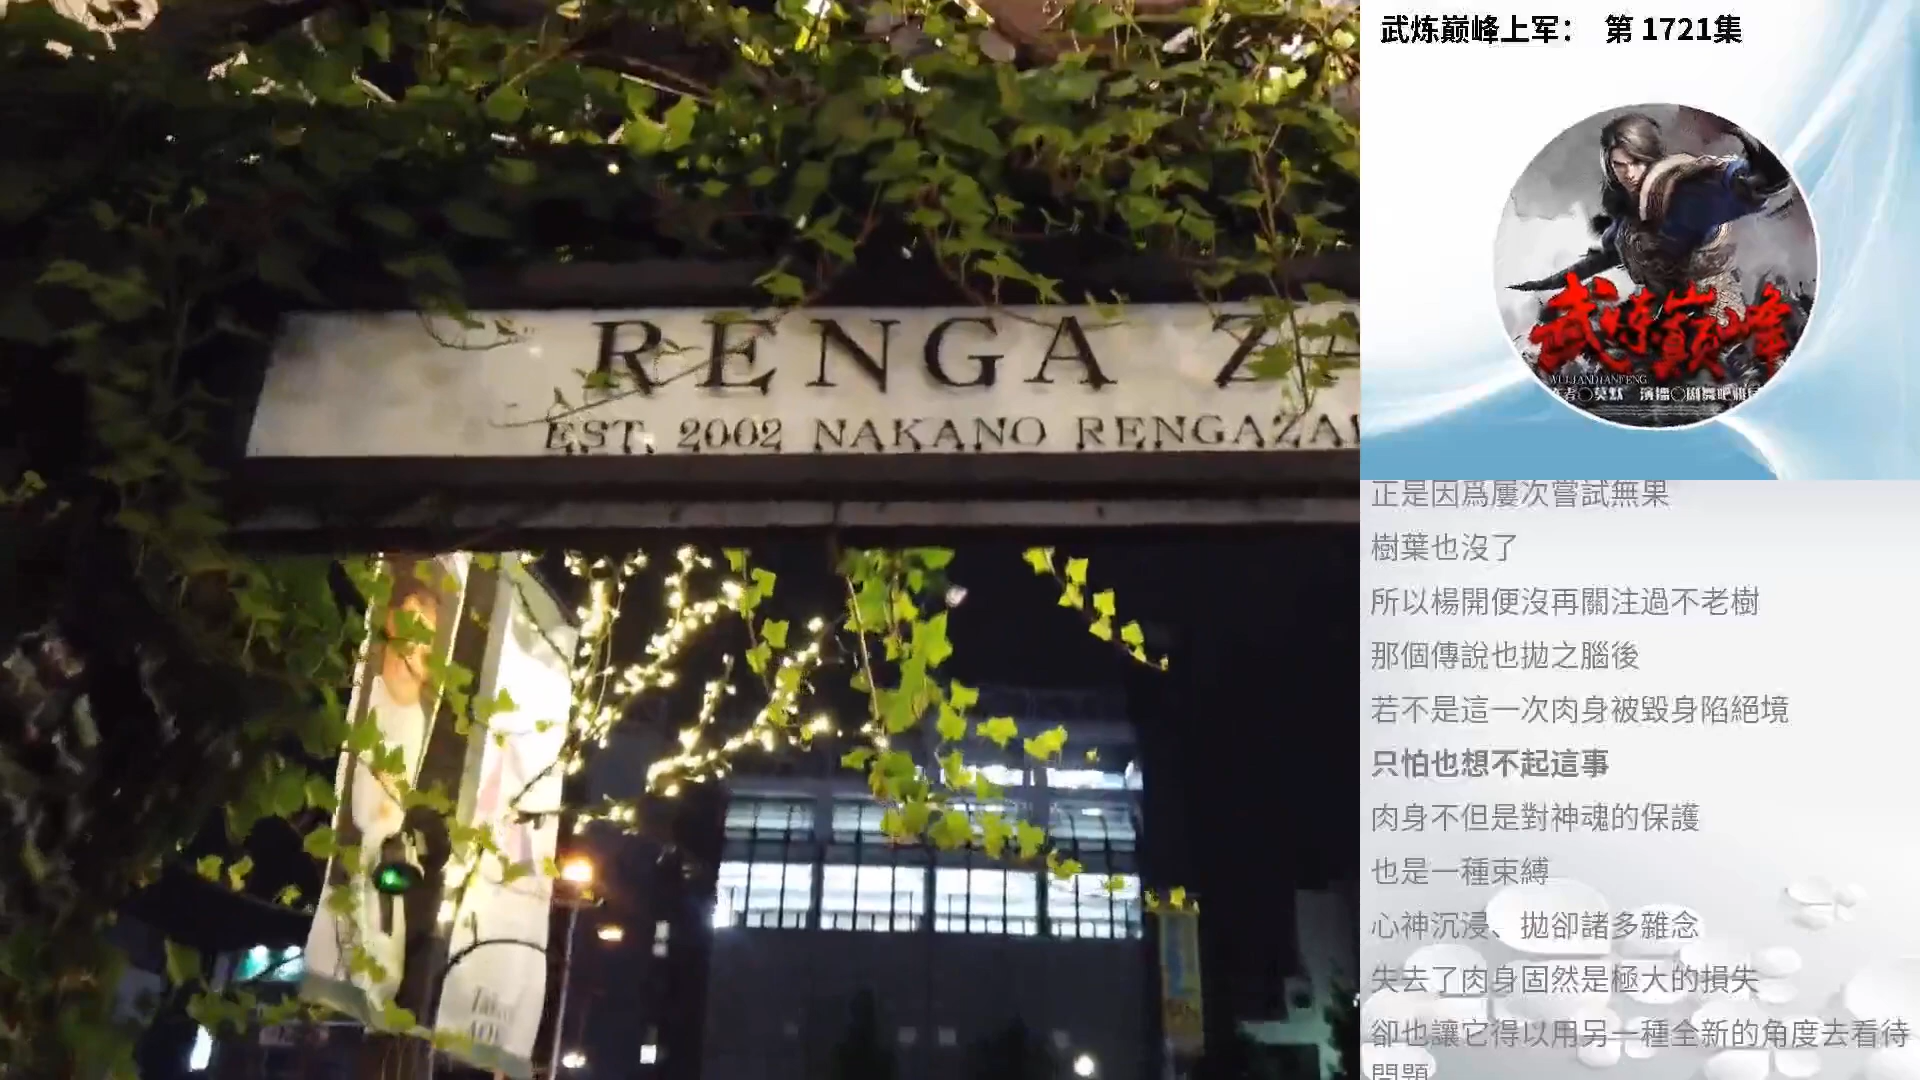 RENGA ZA
EST. 2002 NAKANO RENGAZA
武炼巅峰上军： 第 1721集
武炼巅峰
WULIANDIANFENG
正是因爲屢次嘗試無果
樹葉也沒了
所以楊開便沒再關注過不老樹
那個傳說也拋之腦後
若不是這一次肉身被毀身陷絕境
只怕也想不起這事
肉身不但是對神魂的保護
也是一種束縛
心神沉浸、拋卻諸多雜念
失去了肉身固然是極大的損失
卻也讓它得以用另一種全新的角度去看待
問題